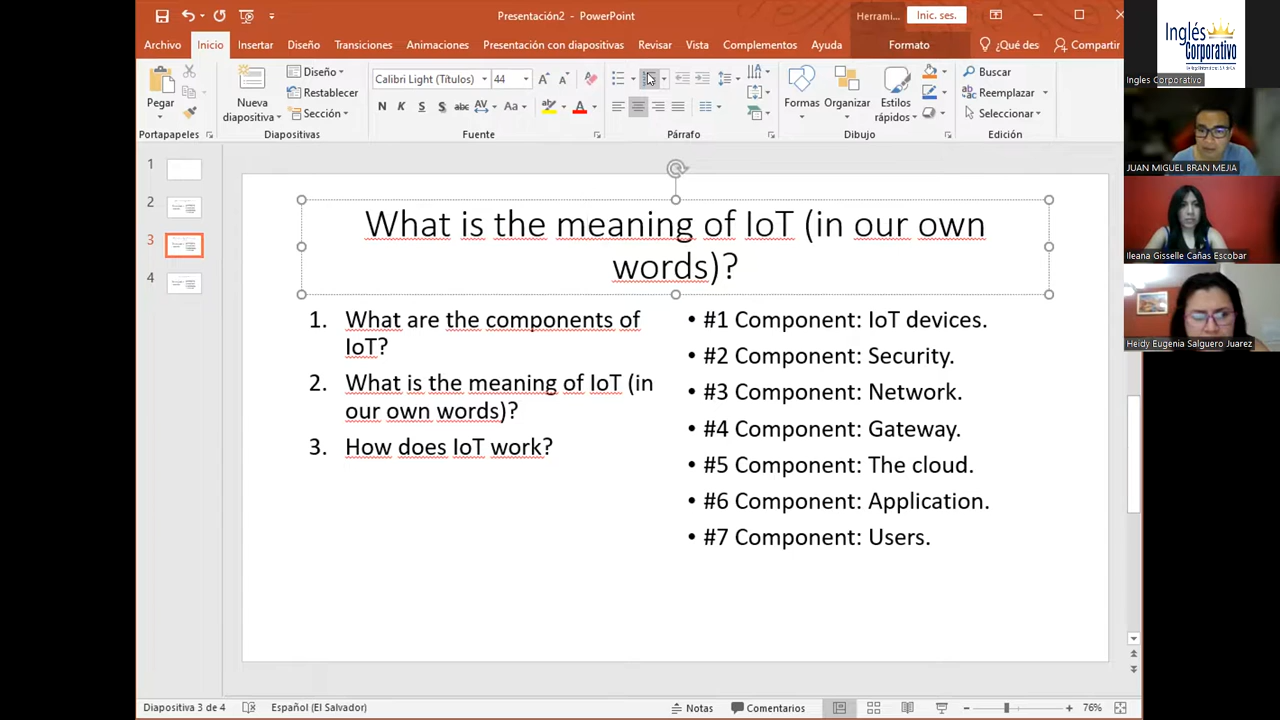 Presentación2 - PowerPoint
Herrami...
Inic. ses.
Archivo
Inicio
Insertar
Diseño
Transiciones
Animaciones
Presentación con diapositivas
Revisar
Vista
Complementos
Ayuda
Formato
¿Qué des
Compartir
Pegar
Nueva
diapositiva
Diseño
Restablecer
Sección
Calibri Light (Títulos)
44
N
K
S
S
abc
AV
Aa
A
Formas
Organizar
Estilos
rápidos
Buscar
Reemplazar
Seleccionar
Portapapeles
Diapositivas
Fuente
Párrafo
Dibujo
Edición
1
2
3
4
What is the meaning of IoT (in our own
words)?
1. What are the components of
IoT?
2. What is the meaning of IoT (in
our own words)?
3. How does IoT work?
• #1 Component: IoT devices.
• #2 Component: Security.
• #3 Component: Network.
• #4 Component: Gateway.
• #5 Component: The cloud.
• #6 Component: Application.
• #7 Component: Users.
Diapositiva 3 de 4
Español (El Salvador)
Notas
Comentarios
76%
Inglés
Corporativo
Ingles Corporativo
JUAN MIGUEL BRAN MEJIA
Ileana Gisselle Cañas Escobar
Heidy Eugenia Salguero Juarez